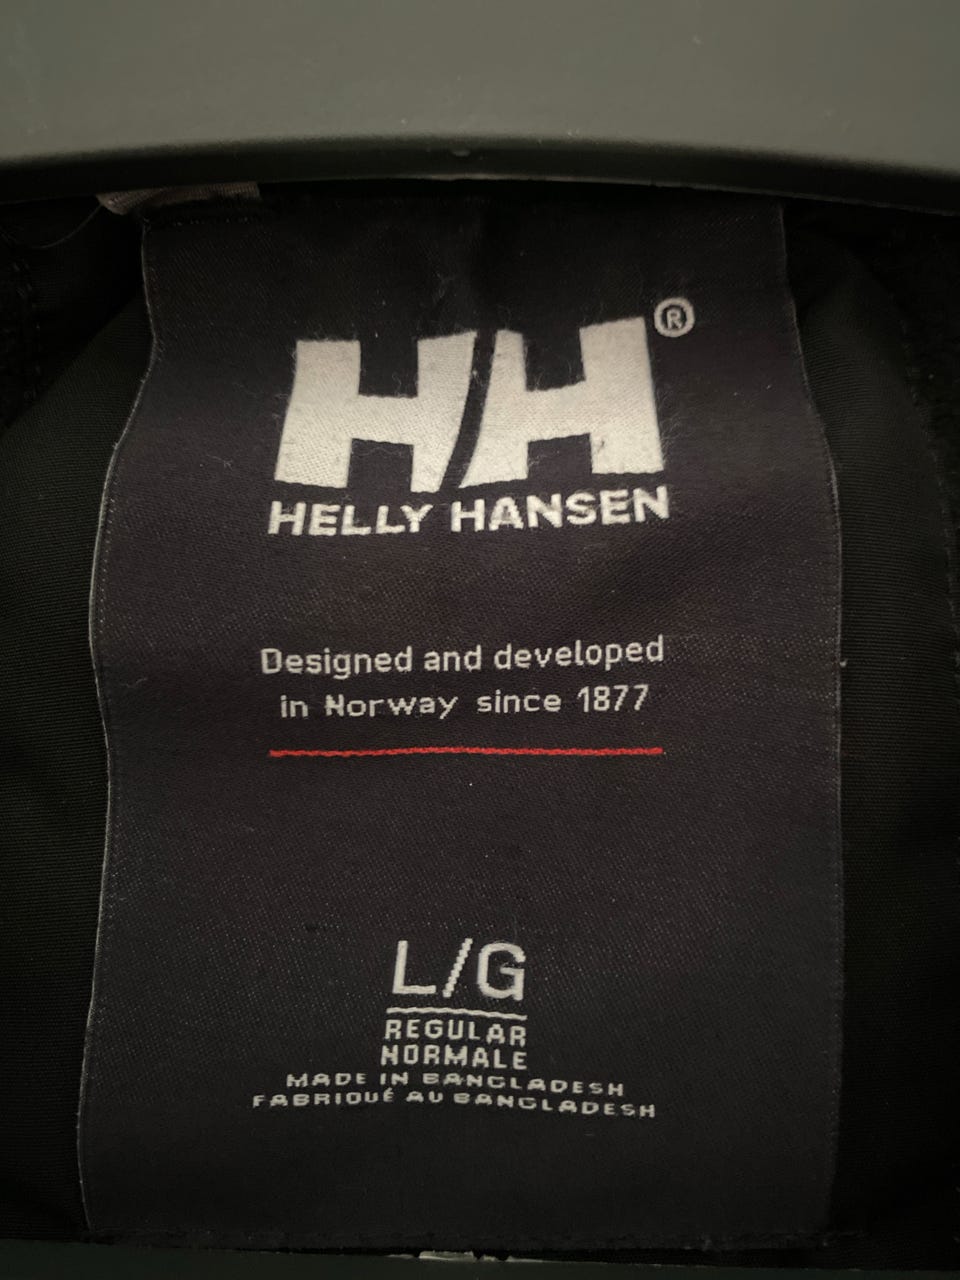 HH®
HELLY HANSEN
Designed and developed
in Norway since 1877
L/G
REGULAR
NORMALE
MADE IN BANGLADESH
FABRIQUÉ AU BANGLADESH